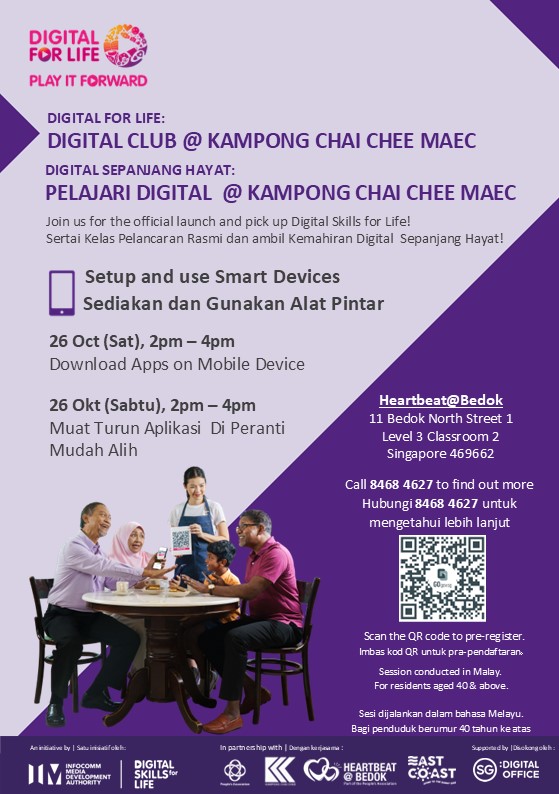 DIGITAL
FOR LIFE
PLAY IT FORWARD
DIGITAL FOR LIFE:
DIGITAL CLUB @ KAMPONG CHAI CHEE MAEC
DIGITAL SEPANJANG HAYAT:
PELAJARI DIGITAL @ KAMPONG CHAI CHEE MAEC
Join us for the official launch and pick up Digital Skills for Life!
Sertai Kelas Pelancaran Rasmi dan ambil Kemahiran Digital Sepanjang Hayat!
Setup and use Smart Devices
Sediakan dan Gunakan Alat Pintar
26 Oct (Sat), 2pm – 4pm
Download Apps on Mobile Device
26 Okt (Sabtu), 2pm – 4pm
Muat Turun Aplikasi Di Peranti
Mudah Alih
Heartbeat@Bedok
11 Bedok North Street 1
Level 3 Classroom 2
Singapore 469662
Call 8468 4627 to find out more
Hubungi 8468 4627 untuk
mengetahui lebih lanjut
Scan the QR code to pre-register.
Imbas kod QR untuk pra-pendaftaran.
Session conducted in Malay.
For residents aged 40 & above.
Sesi dijalankan dalam bahasa Melayu.
Bagi penduduk berumur 40 tahun ke atas
An initiative by | Satu inisiatif oleh :
INFOCOMM
MEDIA
DEVELOPMENT
AUTHORITY
DIGITAL
SKILLS for
LIFE
In partnership with | Dengan kerjasama :
People's Association
HEARTBEAT
@ BEDOK
Part of the People's Association
EAST
COAST
Supported by | Disokong oleh :
SG
:DIGITAL
OFFICE